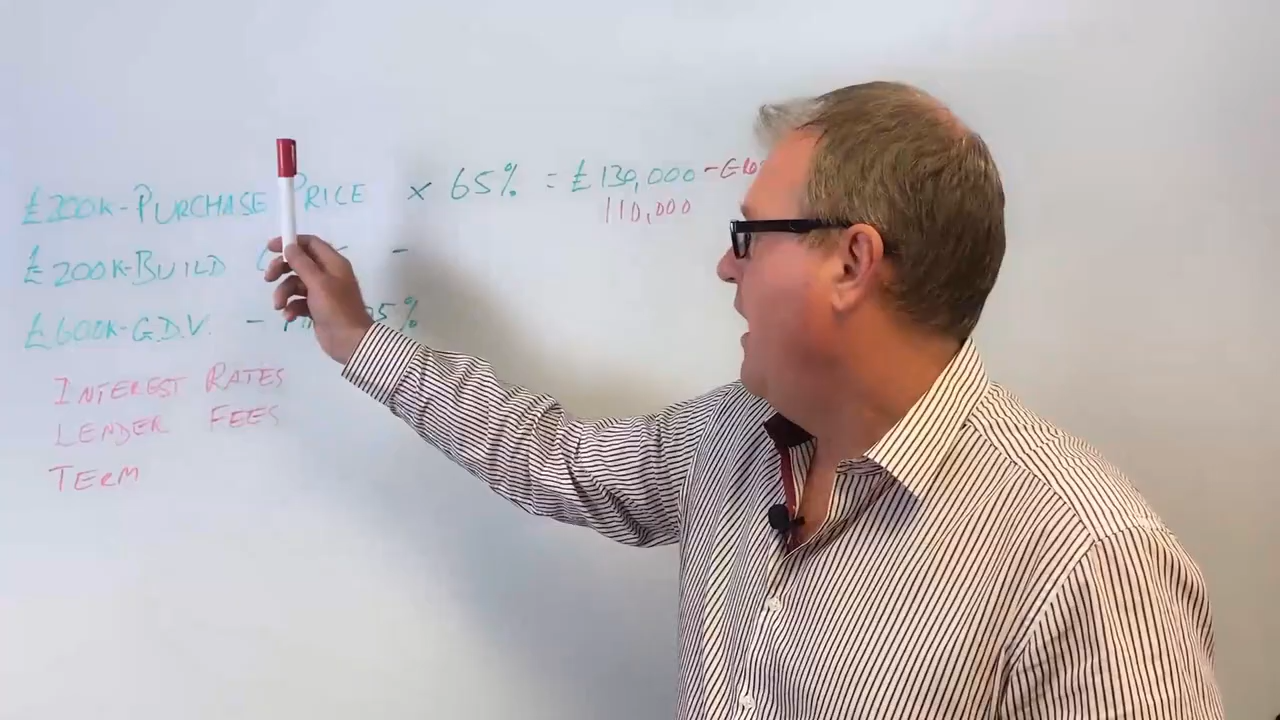 £200K-PURCHASE PRICE × 65% = £130,000 -
110,000
£200K-BUILD -
£600K-G.D.V. -
INTEREST RATES
LENDER FEES
TERM